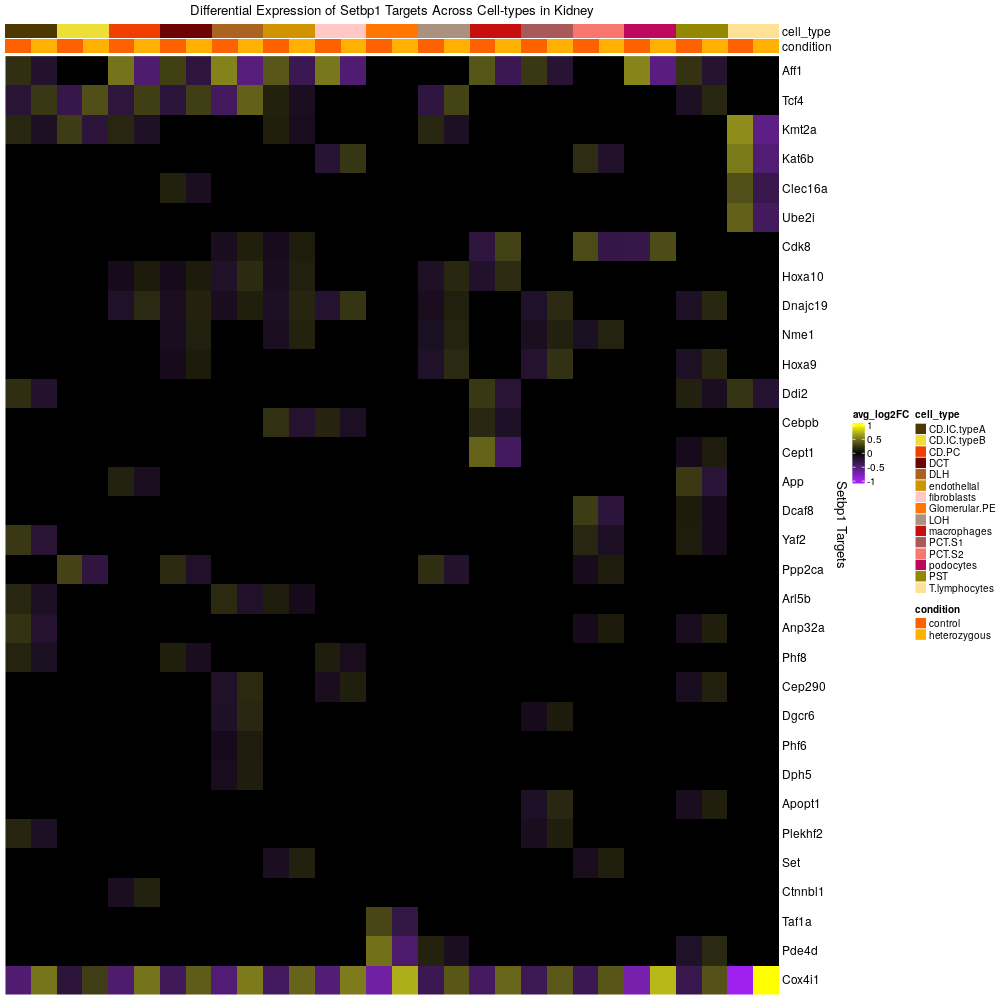 Differential Expression of Setbp1 Targets Across Cell-types in Kidney
cell_type
condition
Aff1
Tcf4
Kmt2a
Kat6b
Clec16a
Ube2i
Cdk8
Hoxa10
Dnajc19
Nme1
Hoxa9
Ddi2
Cebpb
Cept1
App
Dcaf8
Yaf2
Ppp2ca
Arl5b
Anp32a
Phf8
Cep290
Dgcr6
Phf6
Dph5
Apopt1
Plekhf2
Set
Ctnnbl1
Taf1a
Pde4d
Cox4i1
Setbp1 Targets
avg_log2FC
1
0.5
0
-0.5
-1
cell_type
CD.IC.typeA
CD.IC.typeB
CD.PC
DCT
DLH
endothelial
fibroblasts
Glomerular.PE
LOH
macrophages
PCT.S1
PCT.S2
podocytes
PST
T.lymphocytes
condition
control
heterozygous